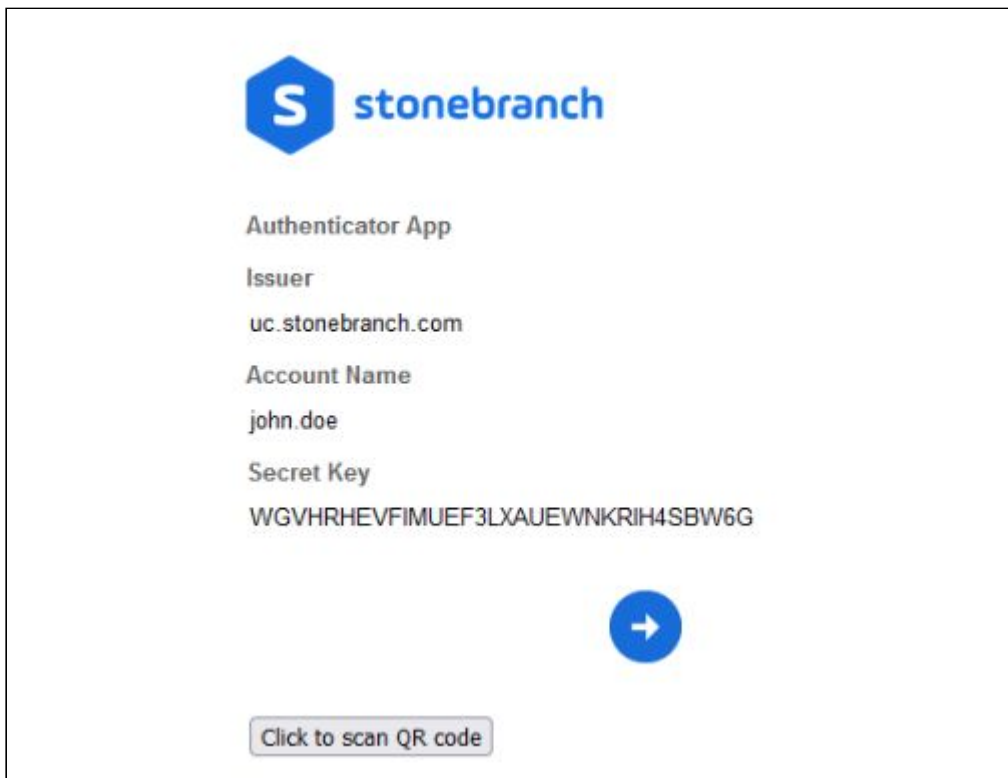 S stonebranch
Authenticator App
Issuer
uc.stonebranch.com
Account Name
john.doe
Secret Key
WGVHRHEVFIMUEF3LXAUEWNKRIH4SBW6G
Click to scan QR code